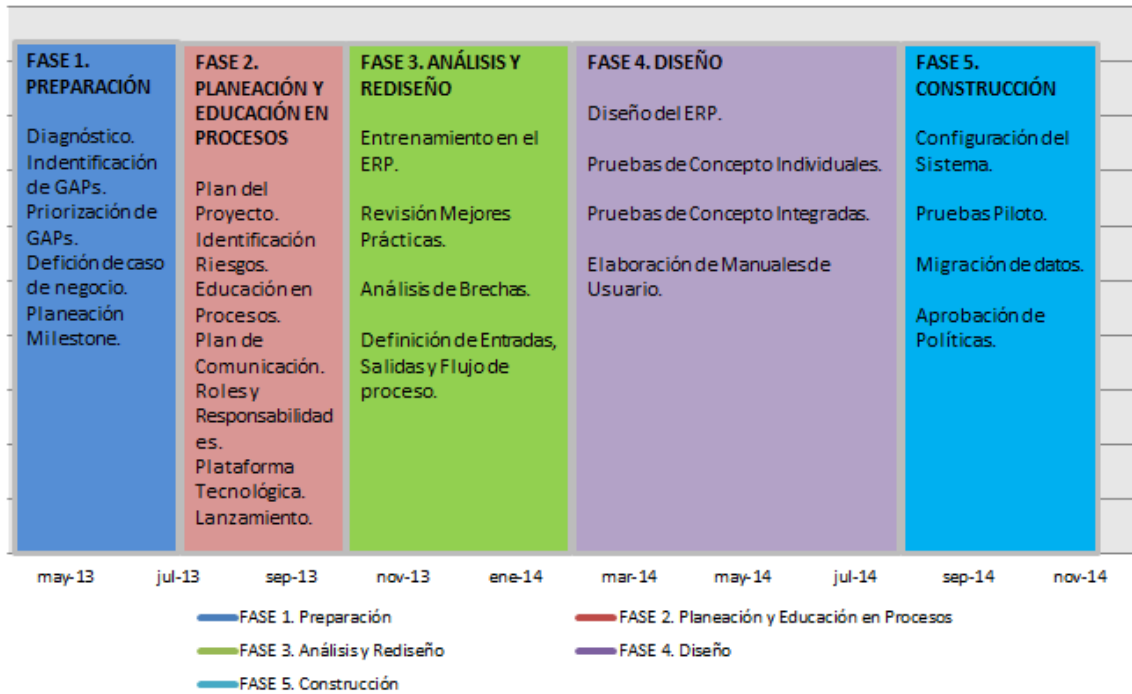 FASE 1.
PREPARACIÓN
Diagnóstico.
Indentificación
de GAPs.
Priorización de
GAPs.
Defición de caso
de negocio.
Planeación
Milestone.
FASE 2.
PLANEACIÓN Y
EDUCACIÓN EN
PROCESOS
Plan del
Proyecto.
Identificación
Riesgos.
Educación en
Procesos.
Plan de
Comunicación.
Roles y
Responsabilidad
es.
Plataforma
Tecnológica.
Lanzamiento.
FASE 3. ANÁLISIS Y
REDISEÑO
Entrenamiento en el
ERP.
Revisión Mejores
Prácticas.
Análisis de Brechas.
Definición de Entradas,
Salidas y Flujo de
proceso.
FASE 4. DISEÑO
Diseño del ERP.
Pruebas de Concepto Individuales.
Pruebas de Concepto Integradas.
Elaboración de Manuales de
Usuario.
FASE 5.
CONSTRUCCIÓN
Configuración del
Sistema.
Pruebas Piloto.
Migración de datos.
Aprobación de
Políticas.
may-13 jul-13 sep-13 nov-13 ene-14 mar-14 may-14 jul-14 sep-14 nov-14
FASE 1. Preparación
FASE 2. Planeación y Educación en Procesos
FASE 3. Análisis y Rediseño
FASE 4. Diseño
FASE 5. Construcción